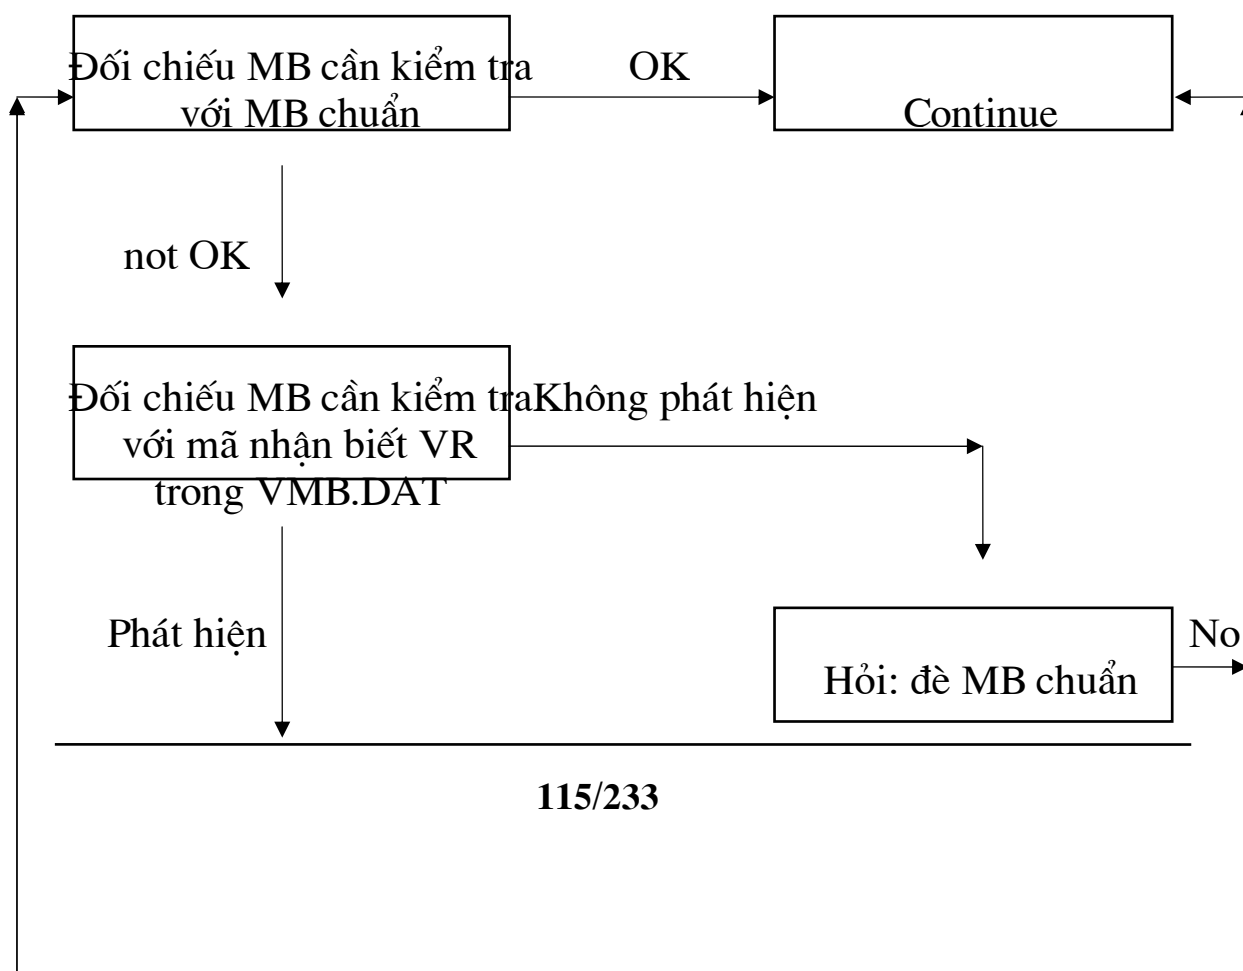 Đối chiếu MB cần kiểm tra
với MB chuẩn
OK
Continue
not OK
Đối chiếu MB cần kiểm tra
với mã nhận biết VR
trong VMB.DAT
Không phát hiện
Phát hiện
Hỏi: đè MB chuẩn
No
115/233